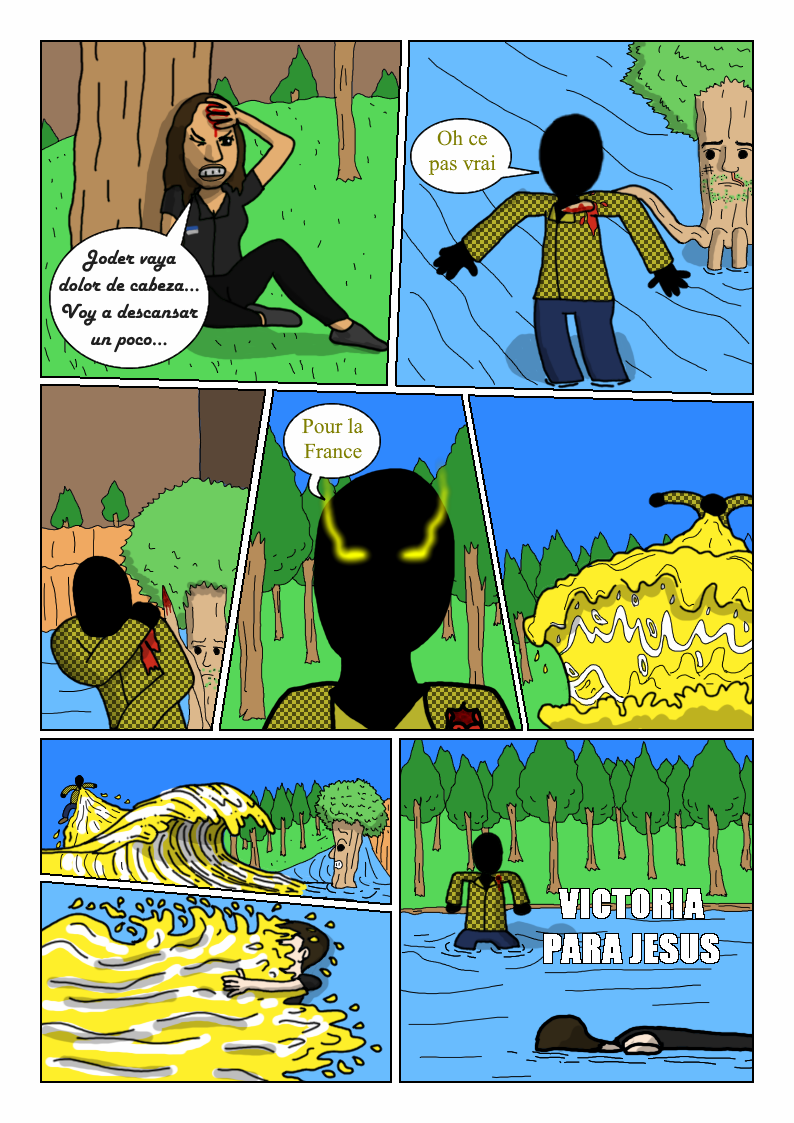 Joder vaya
dolor de cabeza...
Voy a descansar
un poco...
Oh ce
pas vrai
Pour la
France
VICTORIA
PARA JESUS